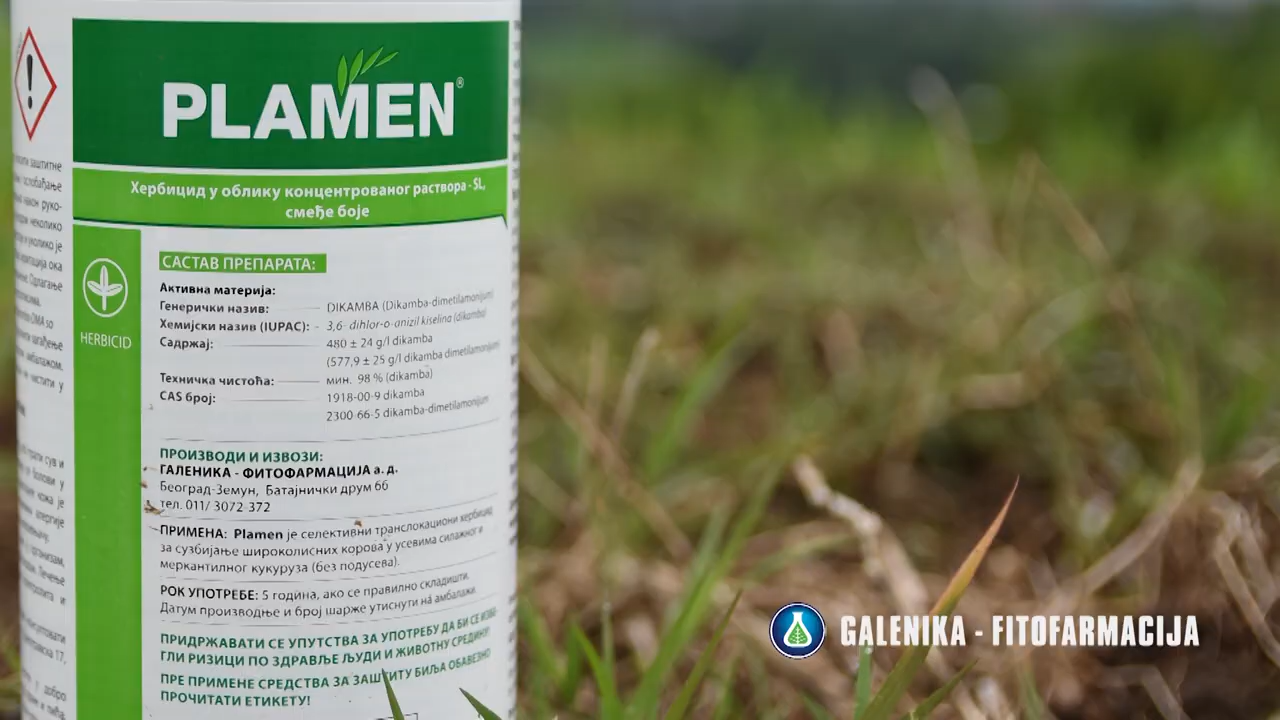 PLAMEN®
Хербицид у облику концентрованог раствора - SL,
смеђе боје
HERBICID
САСТАВ ПРЕПАРАТА:
Активна материја:
Генерички назив: DIKAMBA (Dikamba-dimetilamonijum)
Хемијски назив (IUPAC): - 3,6- dihlor-o-anizil kiselina (dikamba)
Садржај: 480 ± 24 g/l dikamba
(577,9 ± 25 g/l dikamba dimetilamonijum)
Техничка чистоћа: мин. 98 % (dikamba)
CAS број: 1918-00-9 dikamba
2300-66-5 dikamba-dimetilamonijum
ПРОИЗВОДИ И ИЗВОЗИ:
ГАЛЕНИКА - ФИТОФАРМАЦИЈА а. д.
Београд-Земун, Батајнички друм бб
тел. 011/ 3072-372
ПРИМЕНА: Plamen је селективни транслокациони хербицид
за сузбијање широколисних корова у усевима силажног и
меркантилног кукуруза (без подусева).
РОК УПОТРЕБЕ: 5 година, ако се правилно складишти.
Датум производње и број шарже утиснути на амбалажи.
ПРИДРЖАВАТИ СЕ УПУТСТВА ЗА УПОТРЕБУ ДА БИ СЕ ИЗБЕ-
ГЛИ РИЗИЦИ ПО ЗДРАВЉЕ ЉУДИ И ЖИВОТНУ СРЕДИНУ!
ПРЕ ПРИМЕНЕ СРЕДСТВА ЗА ЗАШТИТУ БИЉА ОБАВЕЗНО
ПРОЧИТАТИ ЕТИКЕТУ!
GALENIKA - FITOFARMACIJA